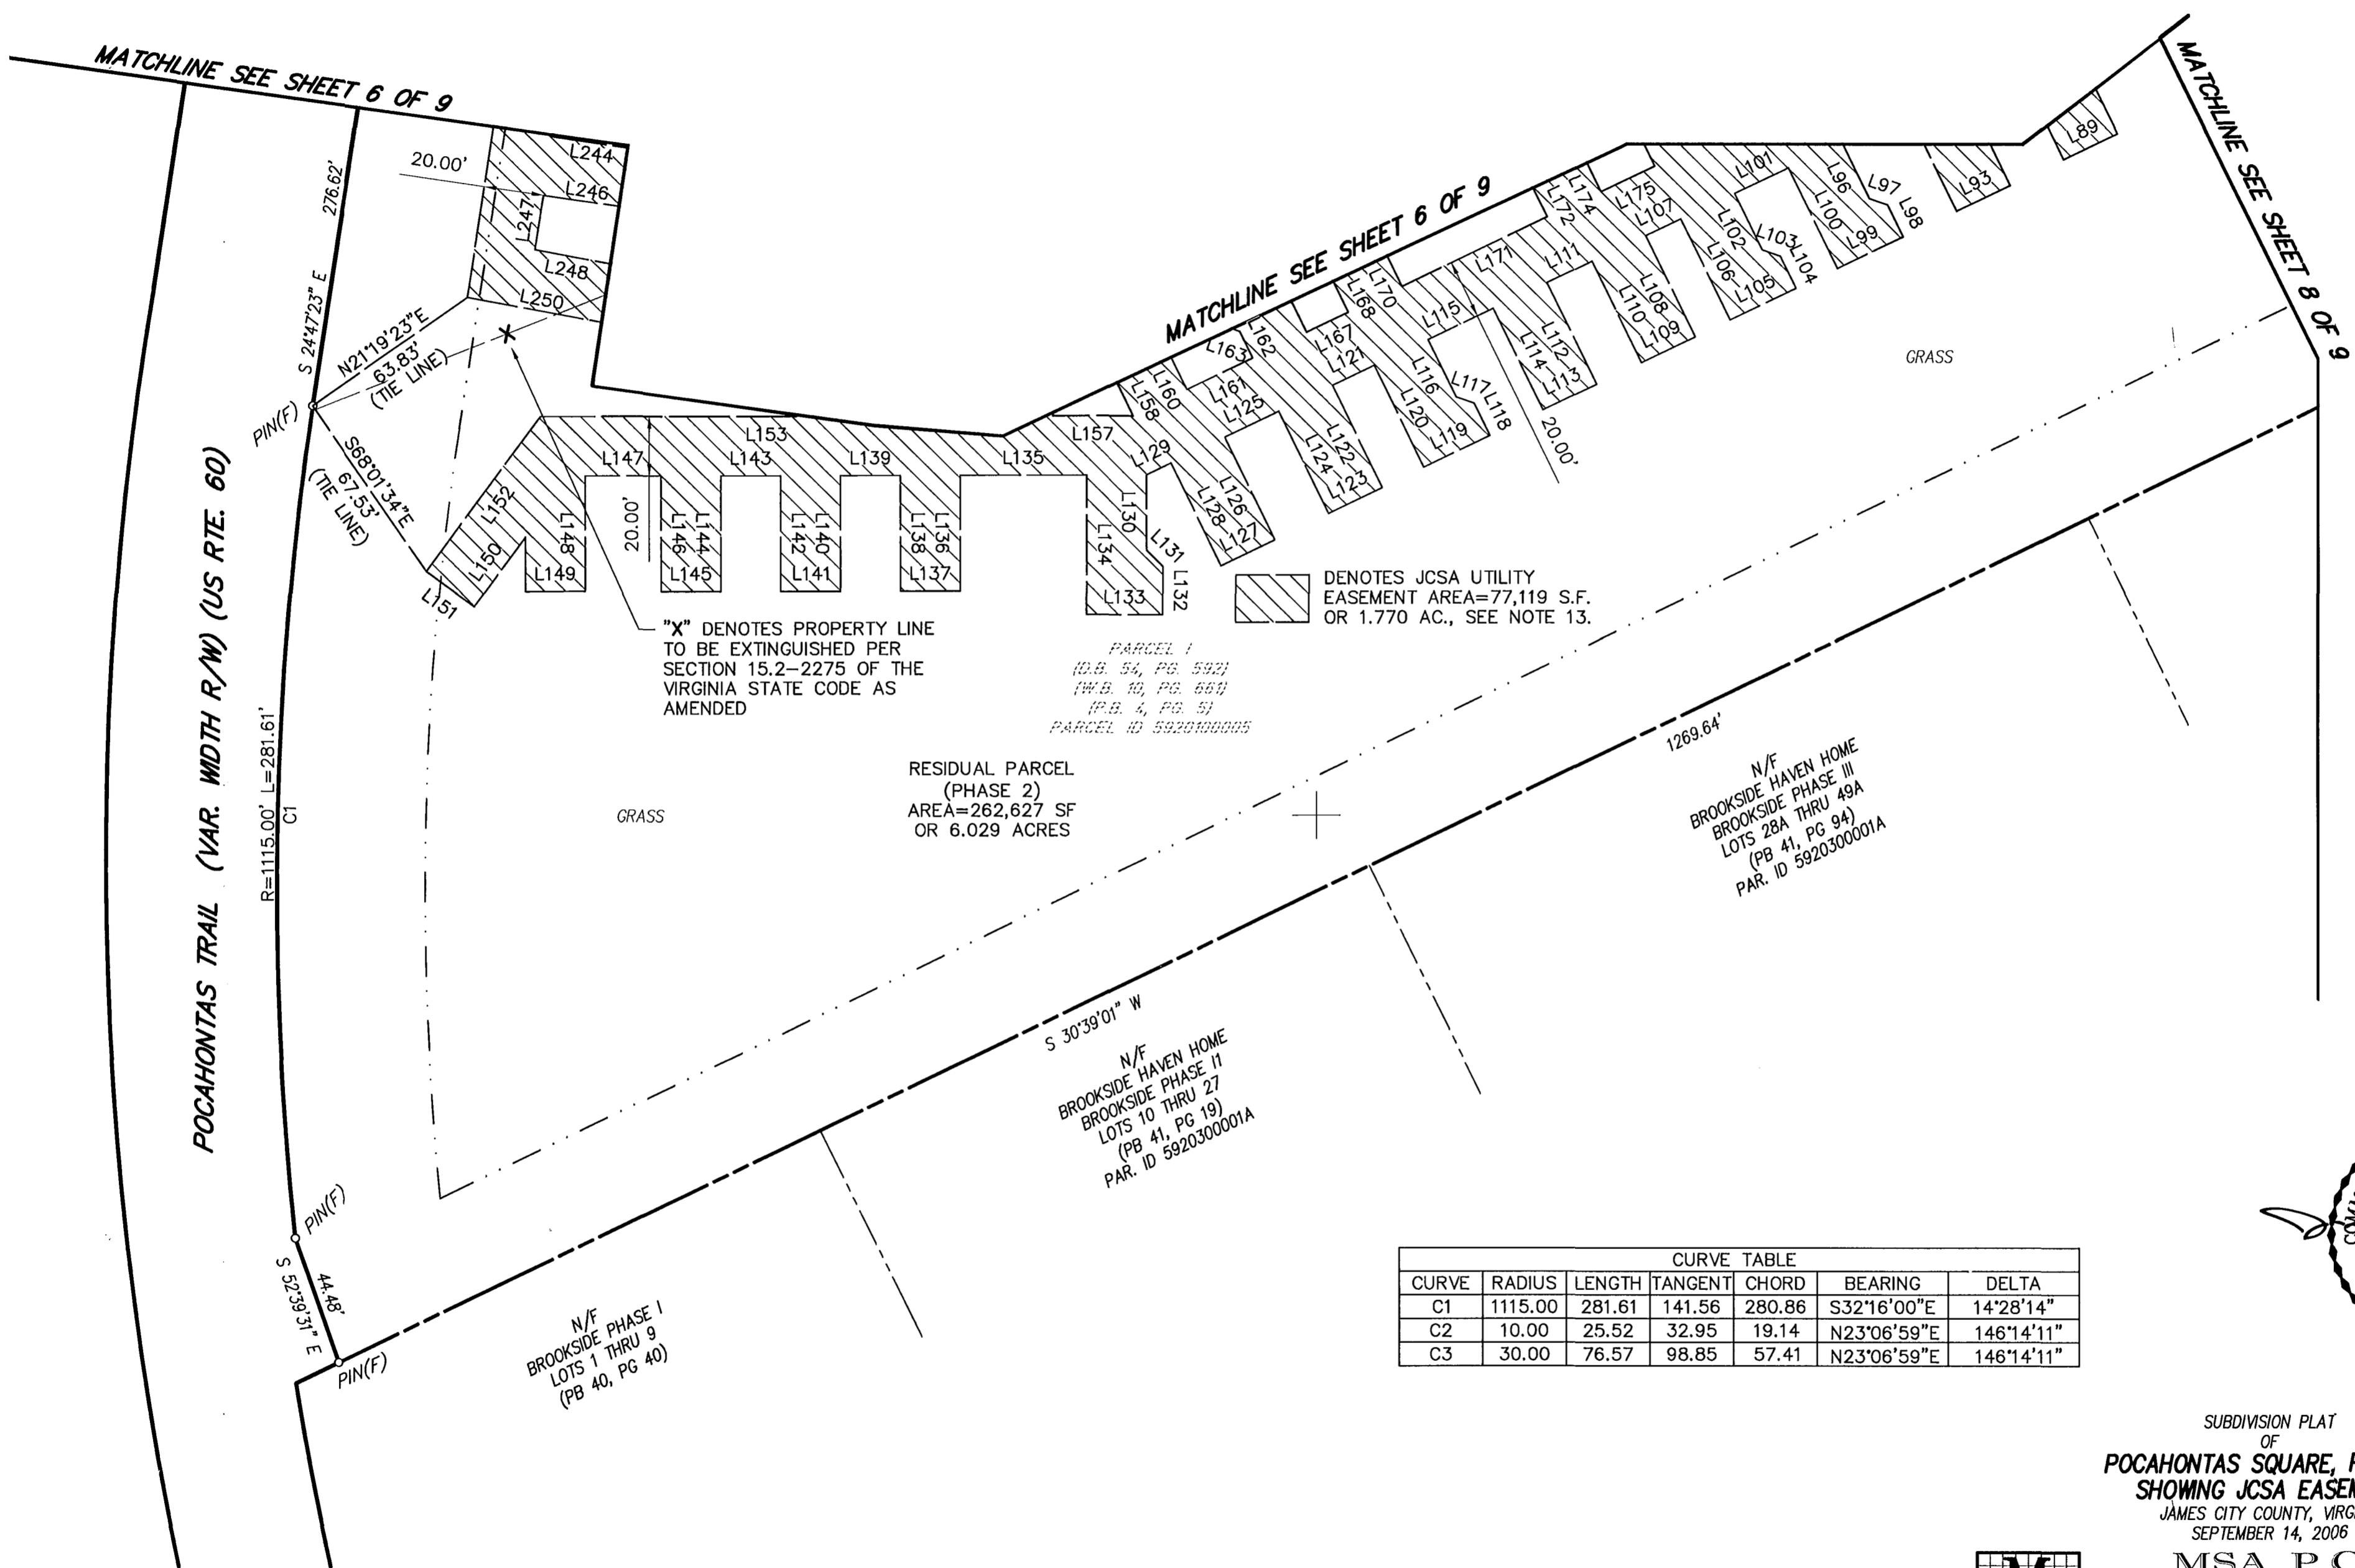 MATCHLINE SEE SHEET 6 OF 9
MATCHLINE SEE SHEET 8 OF 9
MATCHLINE SEE SHEET 6 OF 9
276.62'
S 24°47'23" E
20.00'
L244
L246
L247
L248
L250
N21°19'23"E
63.83'
(TIE LINE)
PIN(F)
S68°01'34"E
67.53'
(TIE LINE)
L89
L93
L96
L97
L98
L99
L100
L101
L102
L103
L104
L105
L106
L107
L108
L109
L110
L111
L112
L113
L114
L115
L116
L117
L118
L119
L120
L121
L122
L123
L124
L125
L126
L127
L128
L129
L130
L131
L132
L133
L134
L135
L136
L137
L138
L139
L140
L141
L142
L143
L144
L145
L146
L147
L148
L149
L150
L151
L152
L153
L157
L158
L160
L161
L162
L163
L167
L168
L170
L171
L172
L174
L175
20.00'
20.00'
GRASS
POCAHONTAS TRAIL (VAR. WIDTH R/W) (US RTE. 60)
R=1115.00' L=281.61'
C1
"X" DENOTES PROPERTY LINE
TO BE EXTINGUISHED PER
SECTION 15.2-2275 OF THE
VIRGINIA STATE CODE AS
AMENDED
DENOTES JCSA UTILITY
EASEMENT AREA=77,119 S.F.
OR 1.770 AC., SEE NOTE 13.
PARCEL 1
(D.B. 54, PG. 592)
(W.B. 10, PG. 661)
(P.B. 4, PG. 5)
PARCEL ID 5920100005
RESIDUAL PARCEL
(PHASE 2)
AREA=262,627 SF
OR 6.029 ACRES
GRASS
1269.64'
S 30°39'01" W
N/F
BROOKSIDE HAVEN HOME
BROOKSIDE PHASE III
LOTS 28A THRU 49A
(PB 41, PG 94)
PAR. ID 5920300001A
N/F
BROOKSIDE HAVEN HOME
BROOKSIDE PHASE I1
LOTS 10 THRU 27
(PB 41, PG 19)
PAR. ID 5920300001A
N/F
BROOKSIDE PHASE I
LOTS 1 THRU 9
(PB 40, PG 40)
PIN(F)
44.48'
S 52°39'31" E
PIN(F)
CURVE TABLE
CURVE RADIUS LENGTH TANGENT CHORD BEARING DELTA
C1 1115.00 281.61 141.56 280.86 S32°16'00"E 14°28'14"
C2 10.00 25.52 32.95 19.14 N23°06'59"E 146°14'11"
C3 30.00 76.57 98.85 57.41 N23°06'59"E 146°14'11"
SUBDIVISION PLAT
OF
POCAHONTAS SQUARE,
SHOWING JCSA
JAMES CITY COUNTY,
SEPTEMBER 14, 2006
MSA, P.C.